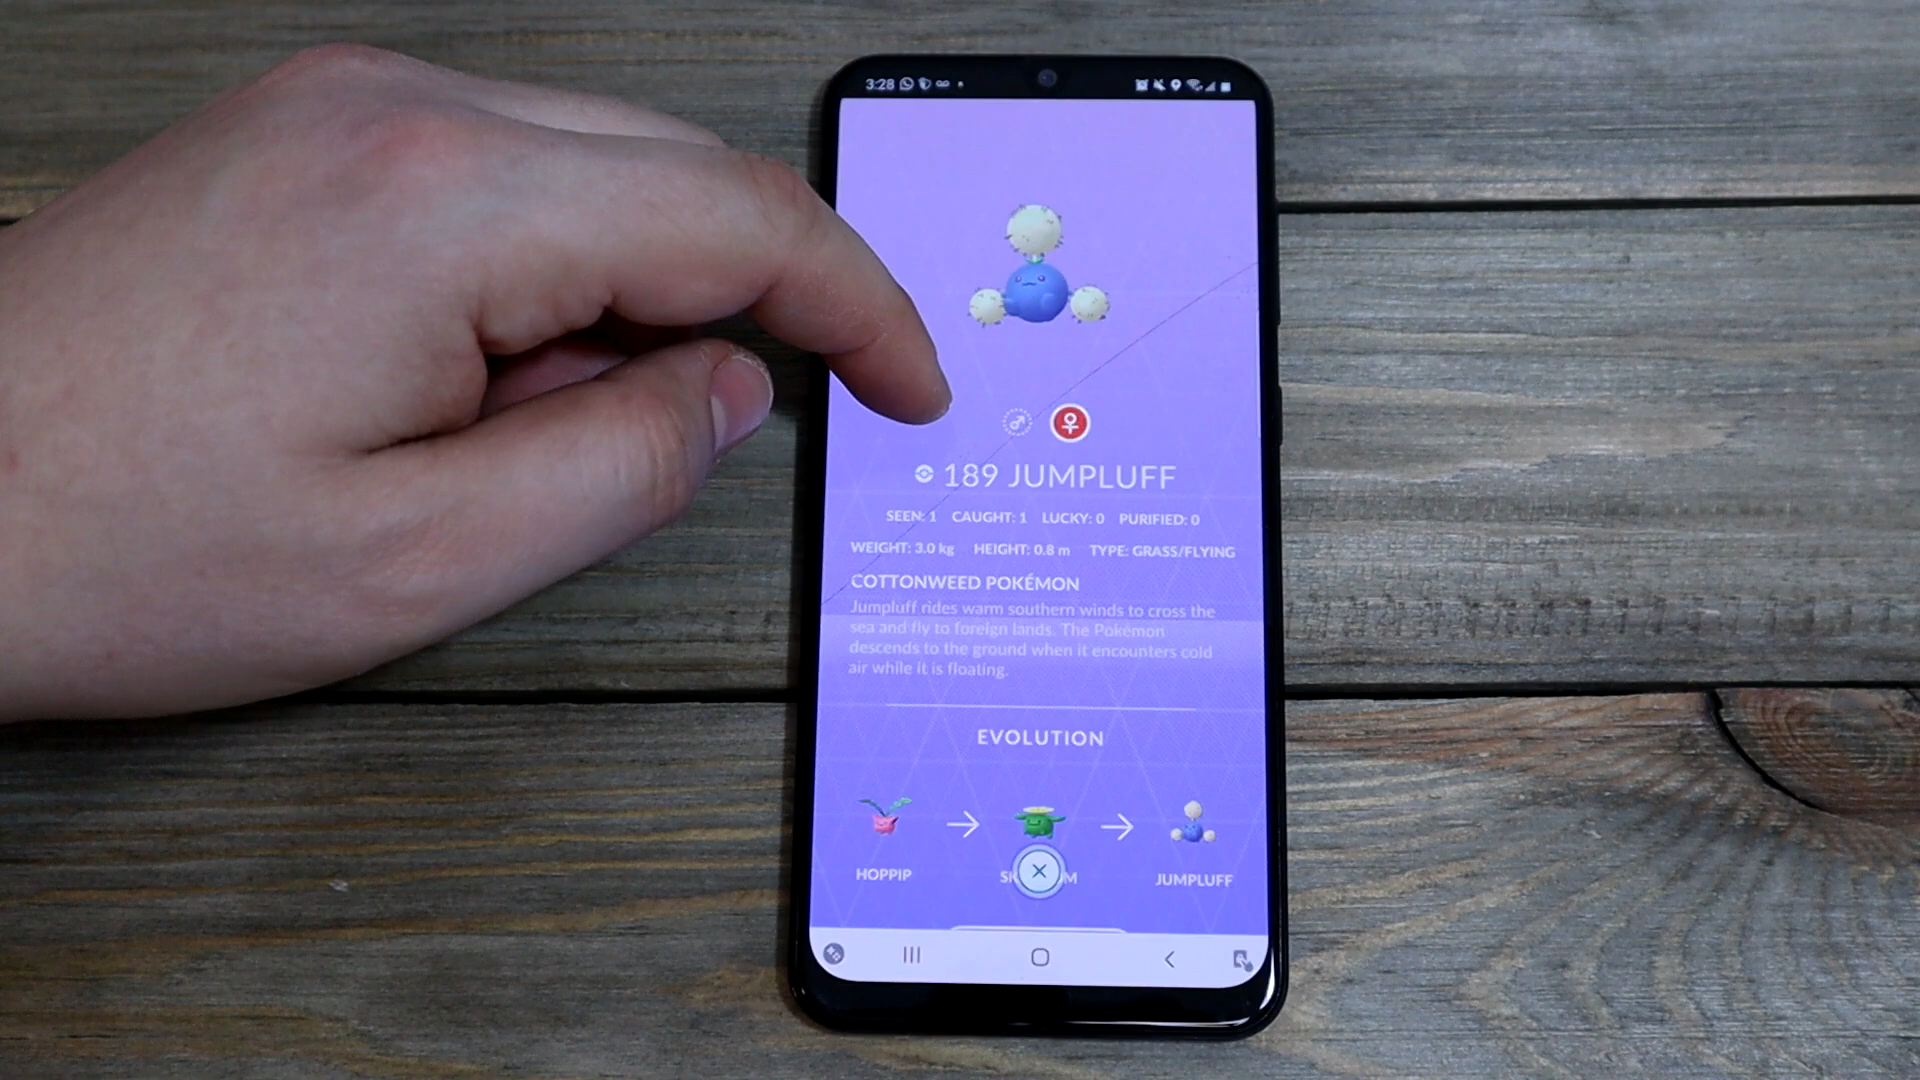 3:28
189 JUMPLUFF
SEEN: 1 CAUGHT: 1 LUCKY: 0 PURIFIED: 0
WEIGHT: 3.0 kg HEIGHT: 0.8 m TYPE: GRASS/FLYING
COTTONWEED POKÉMON
Jumpluff rides warm southern winds to cross the
sea and fly to foreign lands. The Pokémon
descends to the ground when it encounters cold
air while it is floating.
EVOLUTION
HOPPIP JUMPLUFF